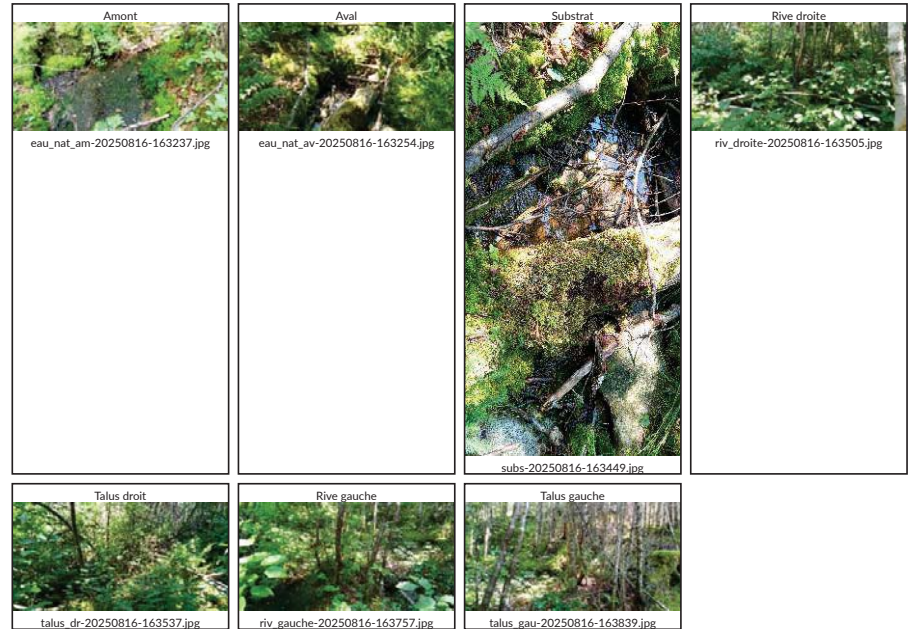 Amont
eau_nat_am-20250816-163237.jpg
Aval
eau_nat_av-20250816-163254.jpg
Substrat
subs-20250816-163449.jpg
Rive droite
riv_droite-20250816-163505.jpg
Talus droit
talus_dr-20250816-163537.jpg
Rive gauche
riv_gauche-20250816-163757.jpg
Talus gauche
talus_gau-20250816-163839.jpg